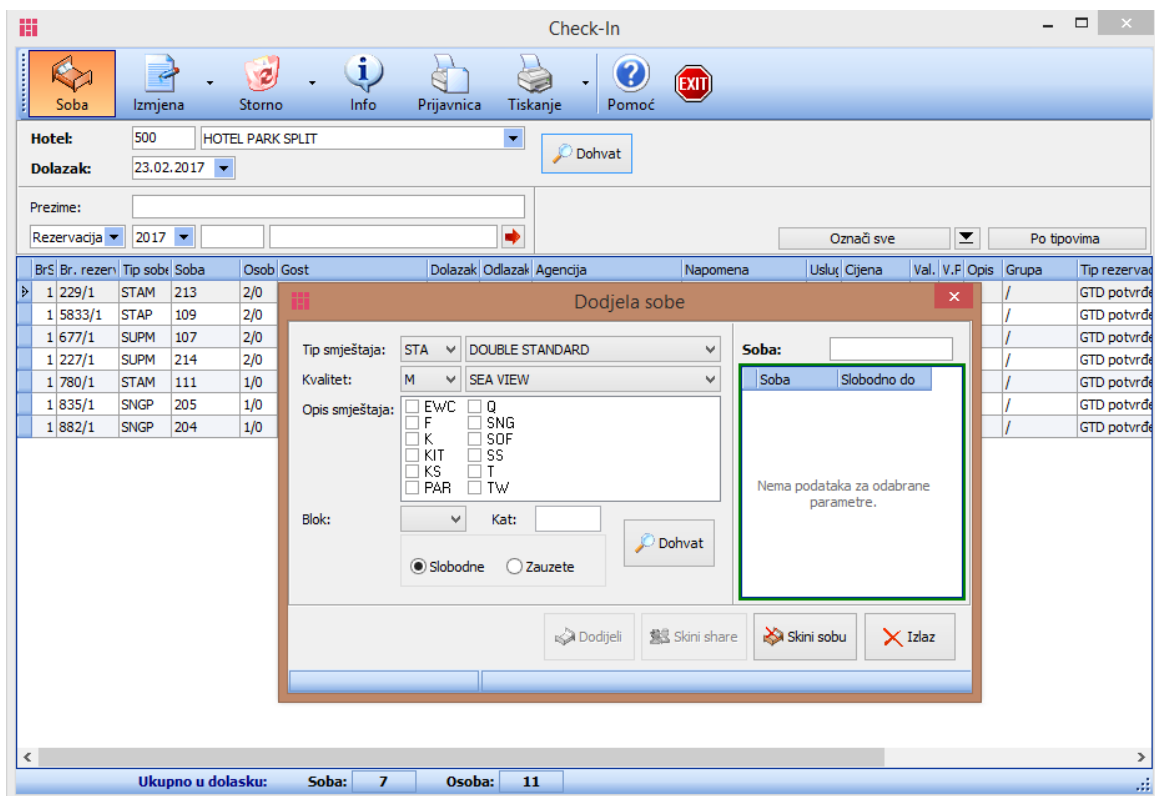 Check-In
Soba Izmjena Storno Info Prijavnica Tiskanje Pomoć EXIT
Hotel: 500 HOTEL PARK SPLIT Dohvat
Dolazak: 23.02.2017
Prezime:
Rezervacija 2017 Označi sve Po tipovima
BrS Br. rezerv Tip sobe Soba Osob Gost Dolazak Odlazak Agencija Napomena Uslug Cijena Val. V.F Opis Grupa Tip rezervac
1 229/1 STAM 213 2/0 / GTD potvrđe
1 5833/1 STAP 109 2/0 / GTD potvrđe
1 677/1 SUPM 107 2/0 / GTD potvrđe
1 227/1 SUPM 214 2/0 / GTD potvrđe
1 780/1 STAM 111 1/0 / GTD potvrđe
1 835/1 SNGP 205 1/0 / GTD potvrđe
1 882/1 SNGP 204 1/0 / GTD potvrđe
Dodjela sobe
Tip smještaja: STA DOUBLE STANDARD
Kvalitet: M SEA VIEW
Opis smještaja: EWC Q
F SNG
K SOF
KIT SS
KS T
PAR TW
Blok: Kat:
Slobodne Zauzete
Dohvat
Soba:
Soba Slobodno do
Nema podataka za odabrane
parametre.
Dodijeli Skini share Skini sobu Izlaz
Ukupno u dolasku: Soba: 7 Osoba: 11